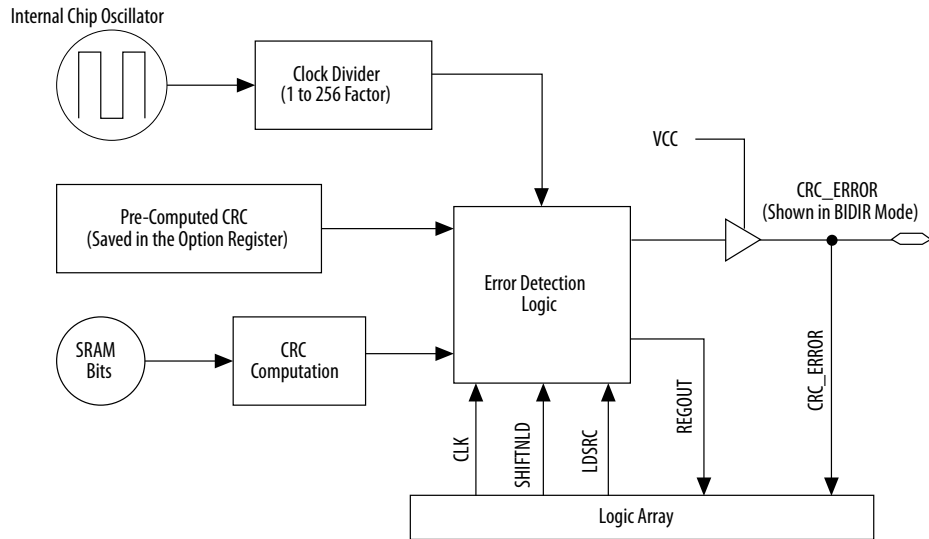 Internal Chip Oscillator
Clock Divider
(1 to 256 Factor)
VCC
CRC_ERROR
(Shown in BIDIR Mode)
Pre-Computed CRC
(Saved in the Option Register)
Error Detection
Logic
SRAM
Bits
CRC
Computation
CLK
SHIFTNLD
LDSRC
REGOUT
CRC_ERROR
Logic Array